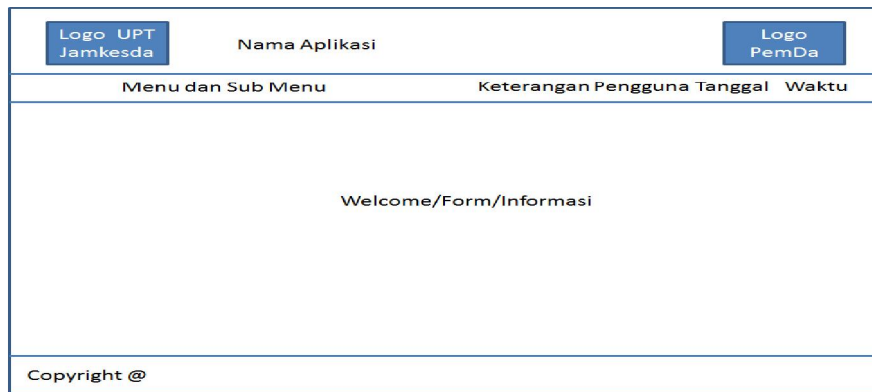 Logo UPT
Jamkesda
Nama Aplikasi
Logo
PemDa
Menu dan Sub Menu
Keterangan Pengguna Tanggal Waktu
Welcome/Form/Informasi
Copyright @